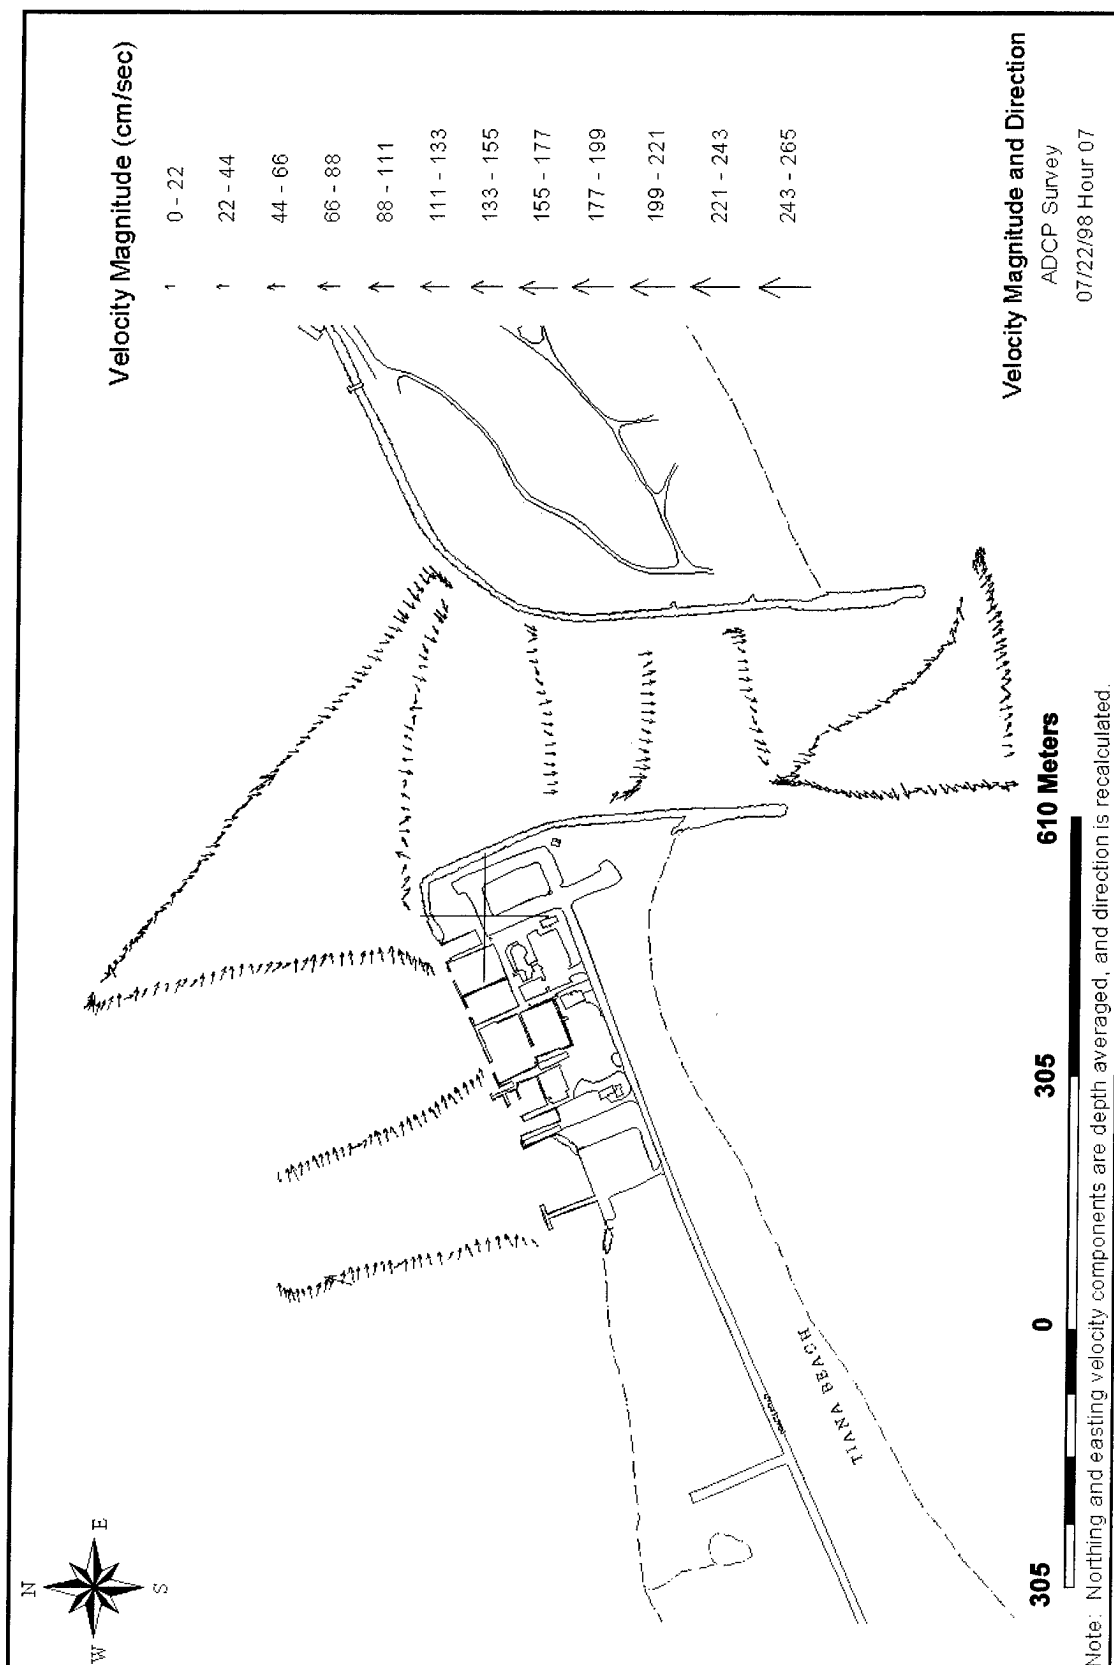 N
W
E
S
Velocity Magnitude (cm/sec)
0 - 22
22 - 44
44 - 66
66 - 88
88 - 111
111 - 133
133 - 155
155 - 177
177 - 199
199 - 221
221 - 243
243 - 265
TIANA BEACH
305
0
305
610 Meters
Velocity Magnitude and Direction
ADCP Survey
07/22/98 Hour 07
Note: Northing and easting velocity components are depth averaged, and direction is recalculated.